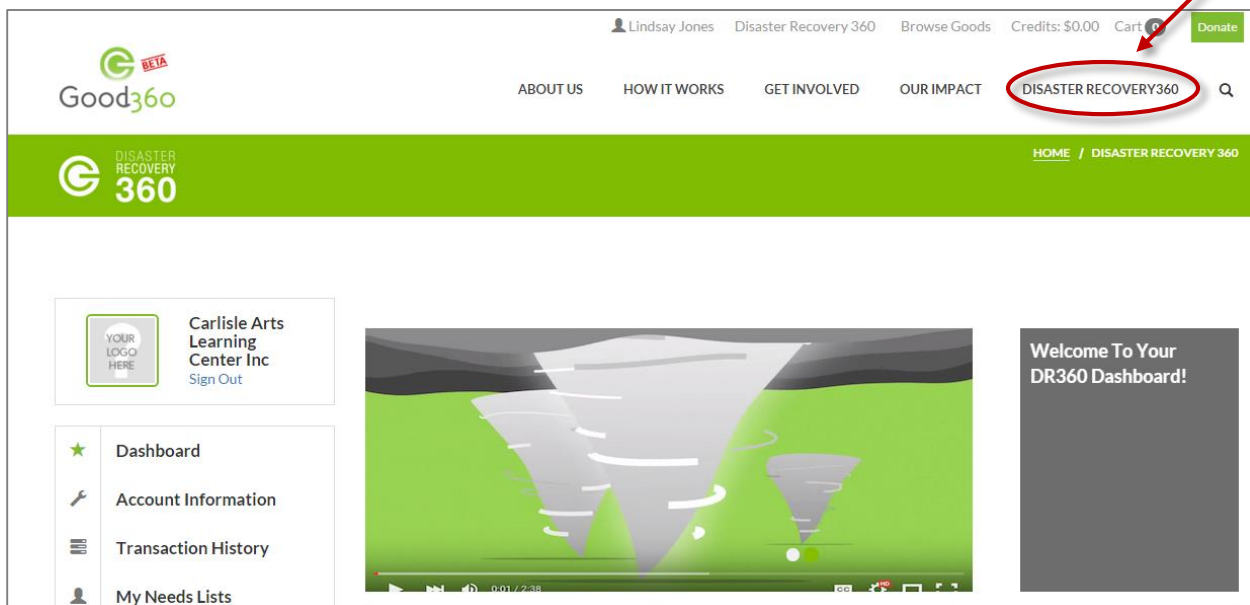 Lindsay Jones Disaster Recovery 360 Browse Goods Credits: $0.00 Cart 0 Donate
BETA
Good360
ABOUT US HOW IT WORKS GET INVOLVED OUR IMPACT DISASTER RECOVERY360
HOME / DISASTER RECOVERY 360
DISASTER
RECOVERY
360
YOUR
LOGO
HERE
Carlisle Arts
Learning
Center Inc
Sign Out
Welcome To Your
DR360 Dashboard!
Dashboard
Account Information
Transaction History
My Needs Lists
0:01 / 2:38
CC HD